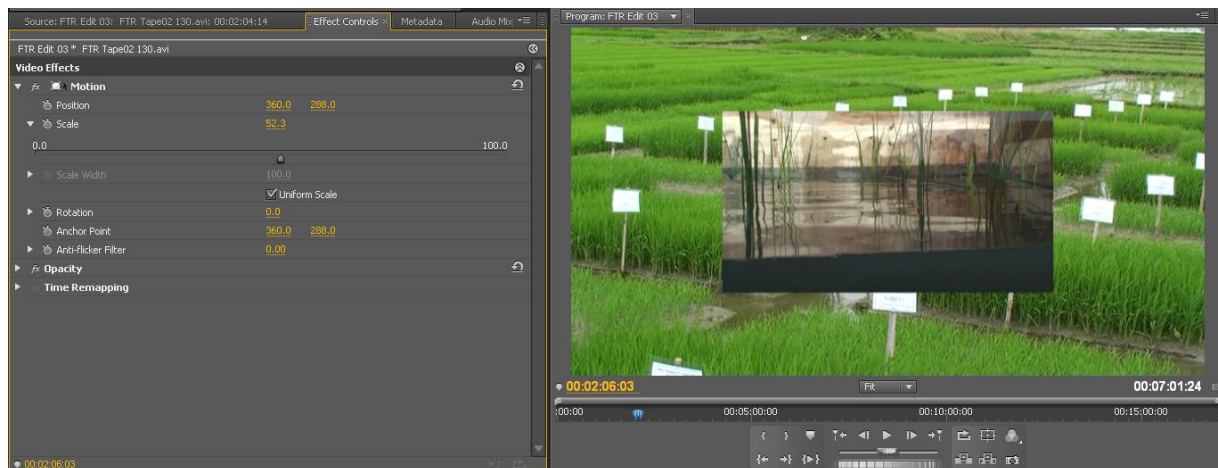 Source: FTR Edit 03: FTR Tape02 130.avi: 00:02:04:14
Effect Controls
Metadata
Audio Mix
Program: FTR Edit 03
FTR Edit 03 * FTR Tape02 130.avi
Video Effects
fx Motion
Position 360.0 288.0
Scale 52.3
0.0 100.0
Scale Width 100.0
Uniform Scale
Rotation 0.0
Anchor Point 360.0 288.0
Anti-flicker Filter 0.00
fx Opacity
Time Remapping
00:02:06:03
00:02:06:03 Fit 00:07:01:24
:00:00 00:05:00:00 00:10:00:00 00:15:00:00